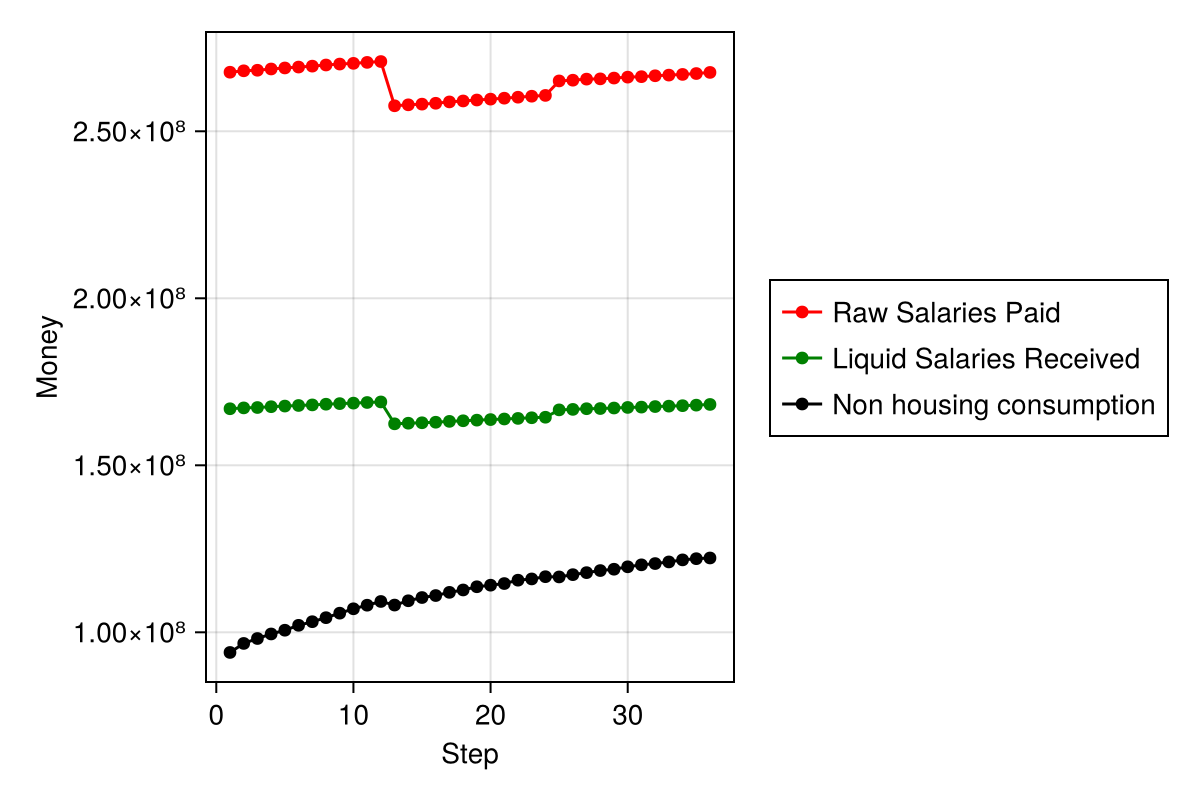 2.50×10⁸
2.00×10⁸
1.50×10⁸
1.00×10⁸
Money
0 10 20 30
Step
Raw Salaries Paid
Liquid Salaries Received
Non housing consumption